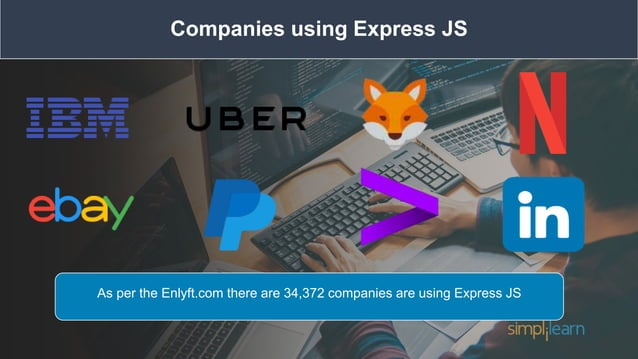 Companies using Express JS
IBM
UBER
ebay
in
As per the Enlyft.com there are 34,372 companies are using Express JS
simplilearn